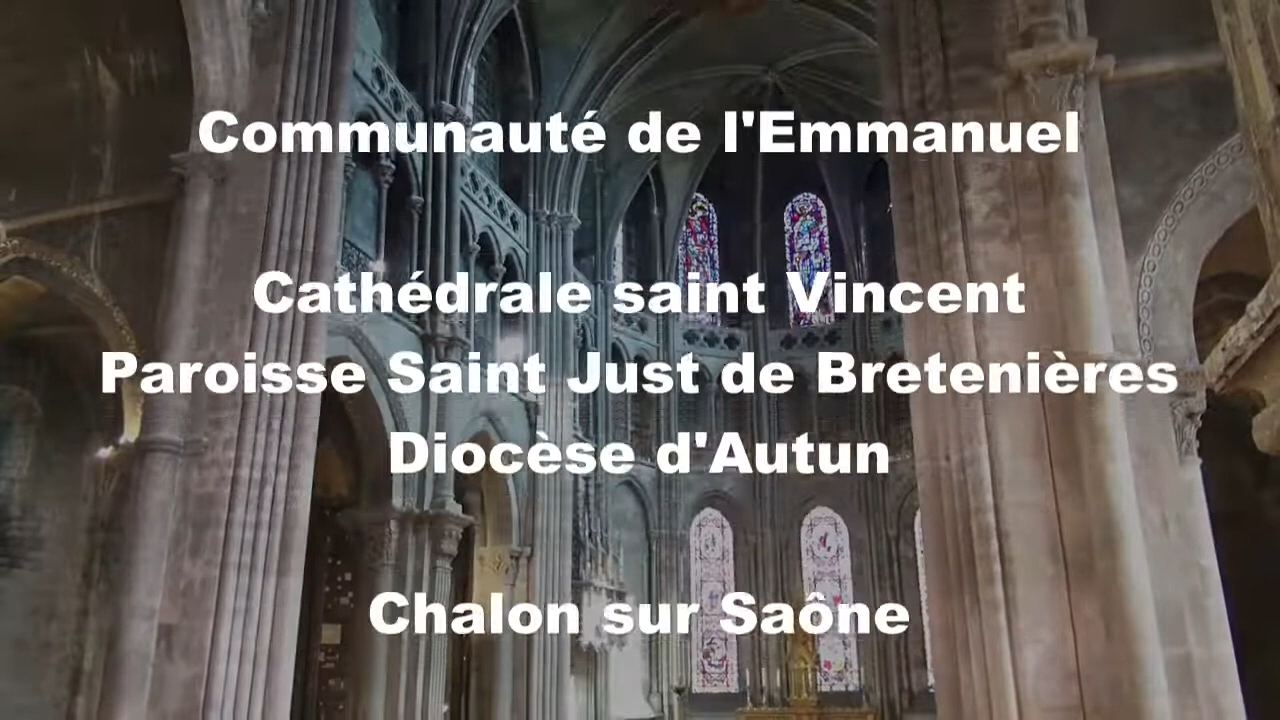 Communauté de l'Emmanuel
Cathédrale saint Vincent
Paroisse Saint Just de Bretenières
Diocèse d'Autun
Chalon sur Saône